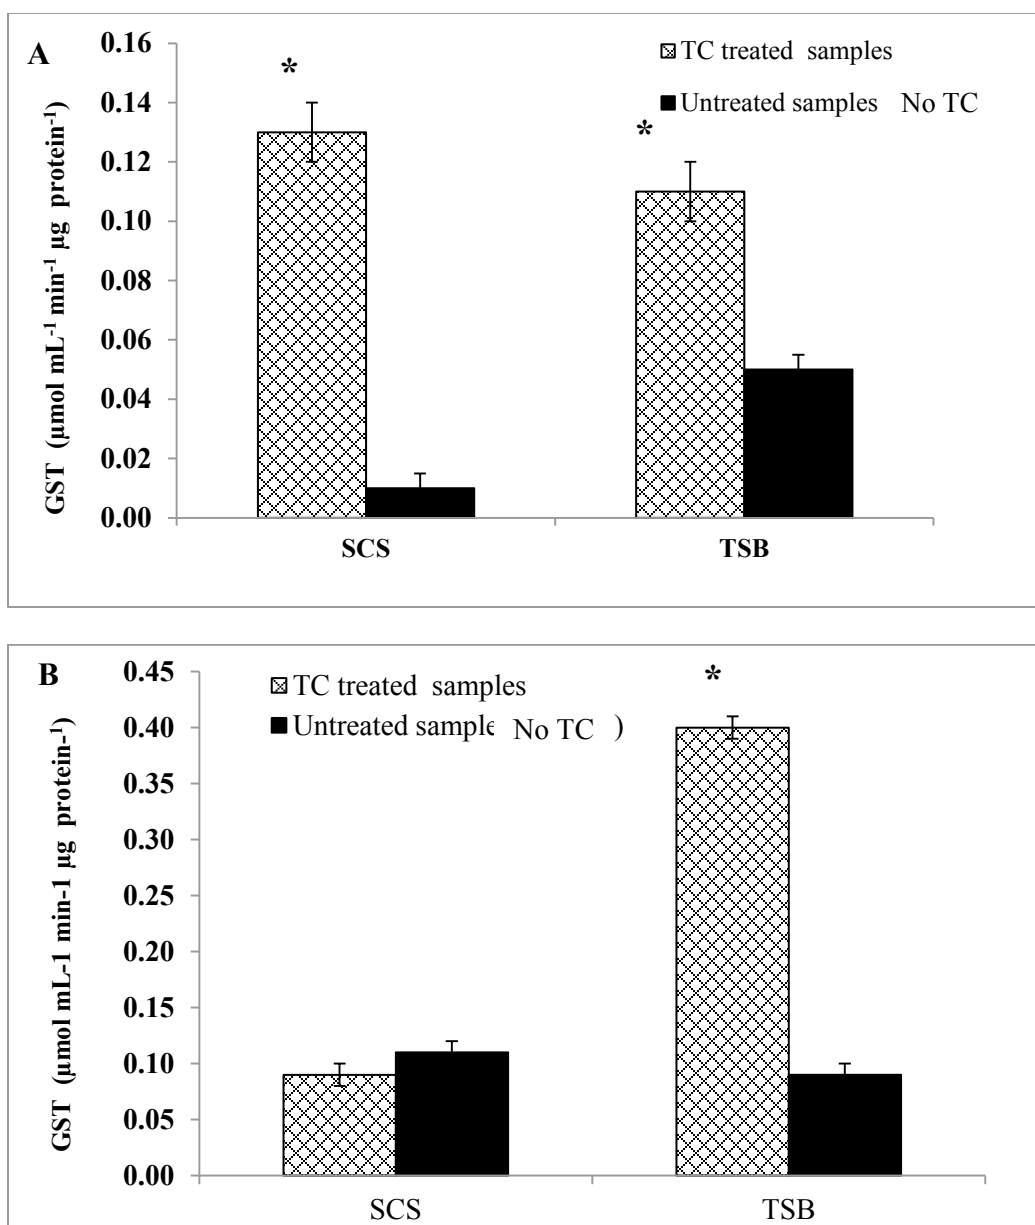 A
*
TC treated samples
Untreated samples No TC
*
GST (µmol mL-1 min-1 µg protein-1)
0.16
0.14
0.12
0.10
0.08
0.06
0.04
0.02
0.00
SCS TSB
B
*
TC treated samples
Untreated sample No TC )
GST (µmol mL-1 min-1 µg protein-1)
0.45
0.40
0.35
0.30
0.25
0.20
0.15
0.10
0.05
0.00
SCS TSB